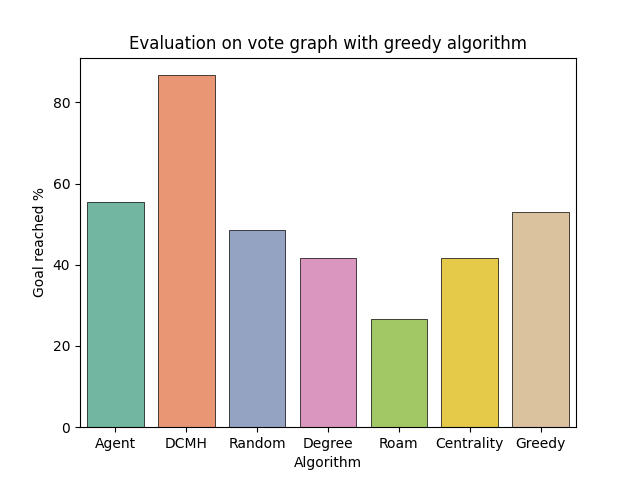 Evaluation on vote graph with greedy algorithm
80
60
40
20
0
Goal reached %
Agent DCMH Random Degree Roam Centrality Greedy
Algorithm